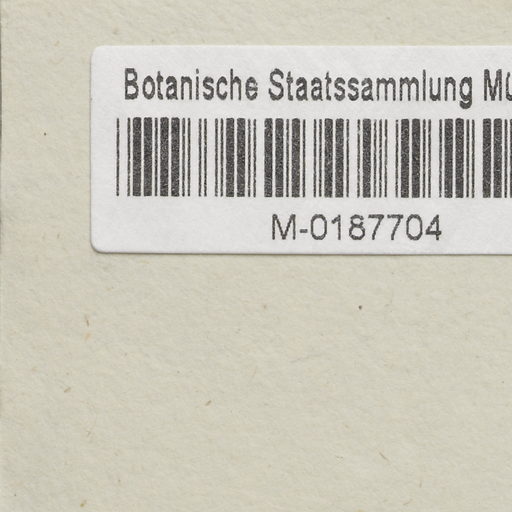 Botanische Staatssammlung Mü
M-0187704